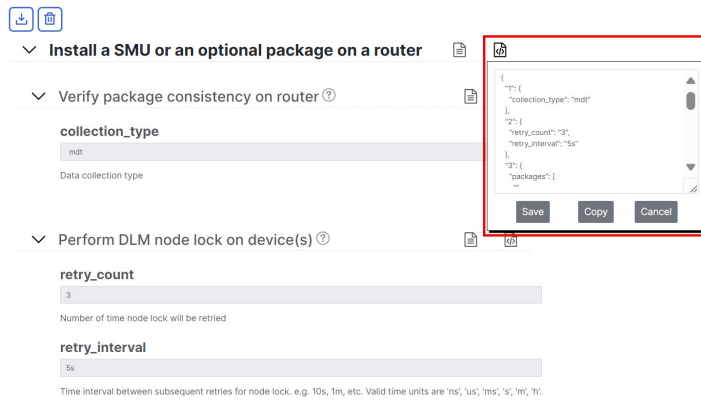 Install a SMU or an optional package on a router
{
"1": {
"collection_type": "mdt"
},
"2": {
"retry_count": "3",
"retry_interval": "5s"
},
"3": {
"packages": [
""
Save Copy Cancel
Verify package consistency on router ?
collection_type
mdt
Data collection type
Perform DLM node lock on device(s) ?
retry_count
3
Number of time node lock will be retried
retry_interval
5s
Time interval between subsequent retries for node lock. e.g. 10s, 1m, etc. Valid time units are 'ns', 'us', 'ms', 's', 'm', 'h'.